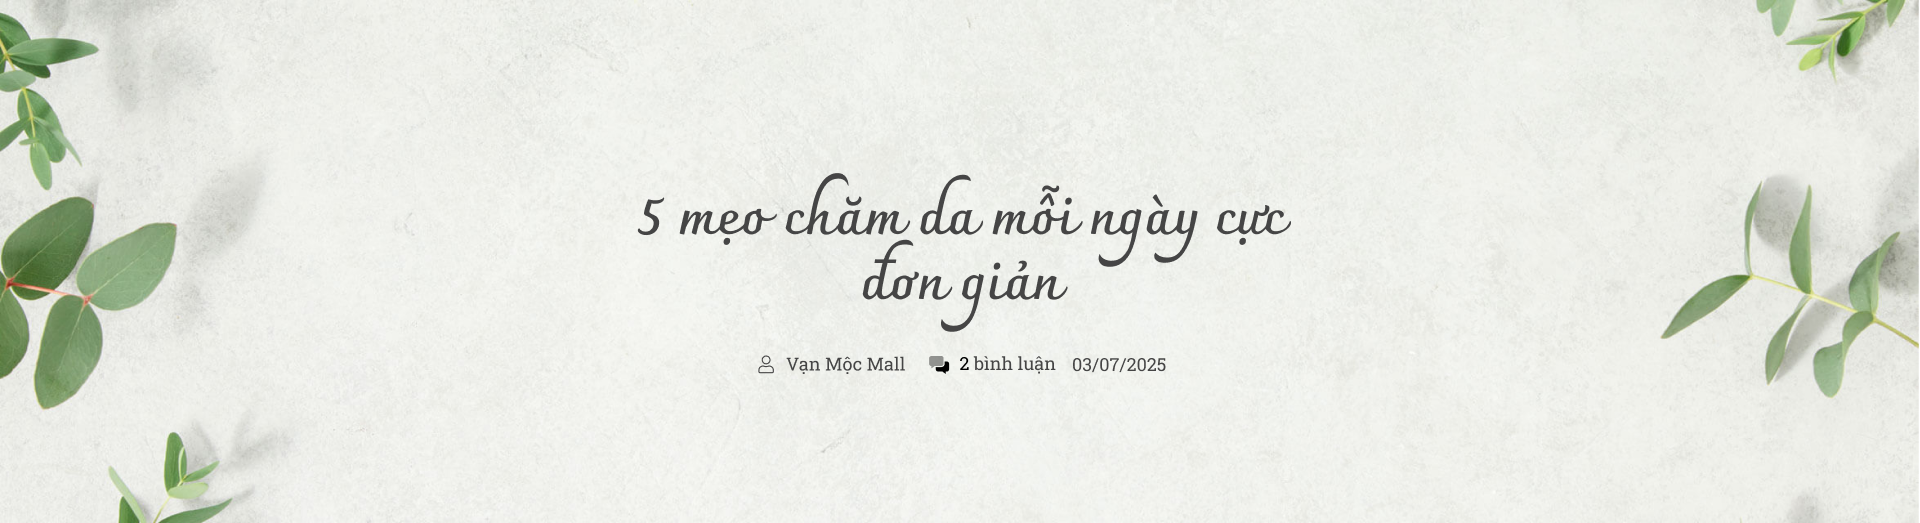 5 mẹo chăm da mỗi ngày cực
đơn giản
Vạn Mộc Mall 2 bình luận 03/07/2025